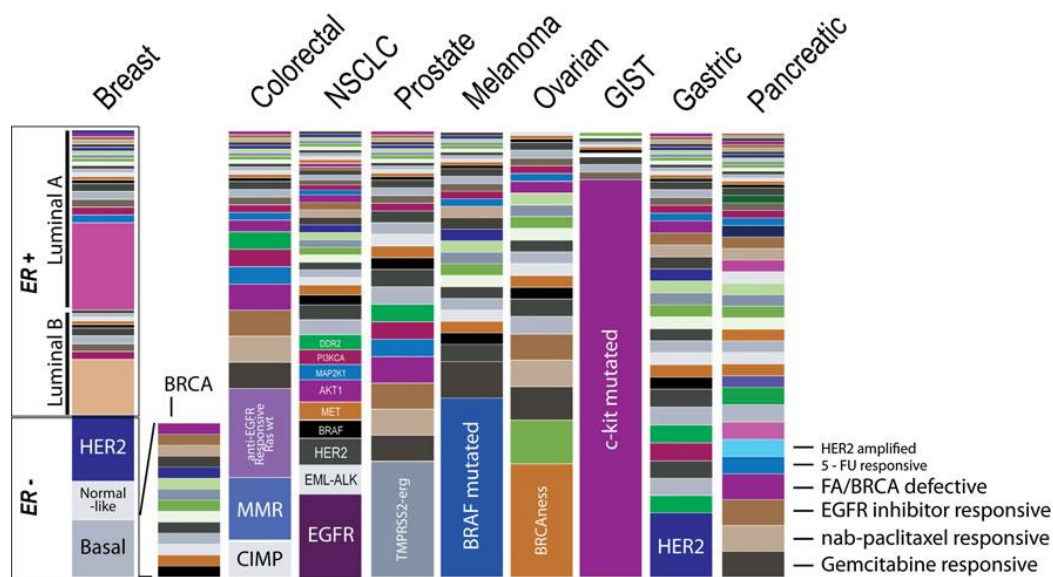 Breast
Colorectal
NSCLC
Prostate
Melanoma
Ovarian
GIST
Gastric
Pancreatic
ER +
Luminal A
Luminal B
ER -
HER2
Normal
-like
Basal
BRCA
anti-EGFR
Responsive
Ras wt
MMR
CIMP
DDR2
PI3KCA
MAP2K1
AKT1
MET
BRAF
HER2
EML-ALK
EGFR
TMPRSS2-erg
BRAF mutated
BRCAness
c-kit mutated
HER2
HER2 amplified
5 - FU responsive
FA/BRCA defective
EGFR inhibitor responsive
nab-paclitaxel responsive
Gemcitabine responsive